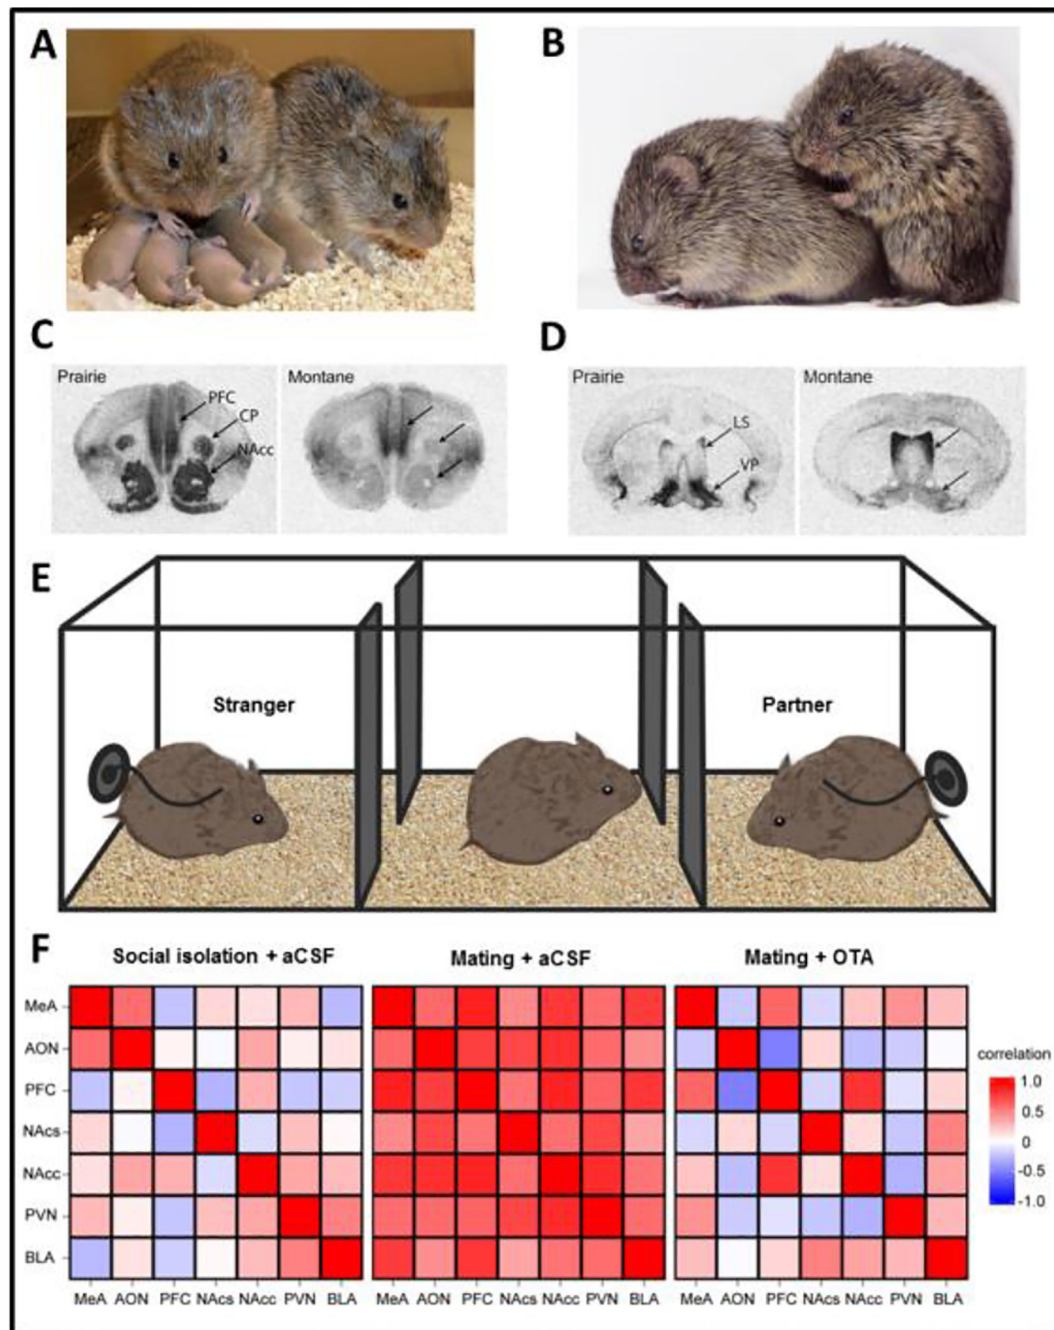 A
B
C
D
Prairie
PFC
CP
NAcc
Montane
Prairie
LS
VP
Montane
E
Stranger
Partner
F
Social isolation + aCSF
Mating + aCSF
Mating + OTA
MeA
AON
PFC
NAcs
NAcc
PVN
BLA
MeA AON PFC NAcs NAcc PVN BLA
MeA AON PFC NAcs NAcc PVN BLA
MeA AON PFC NAcs NAcc PVN BLA
correlation
1.0
0.5
0
-0.5
-1.0